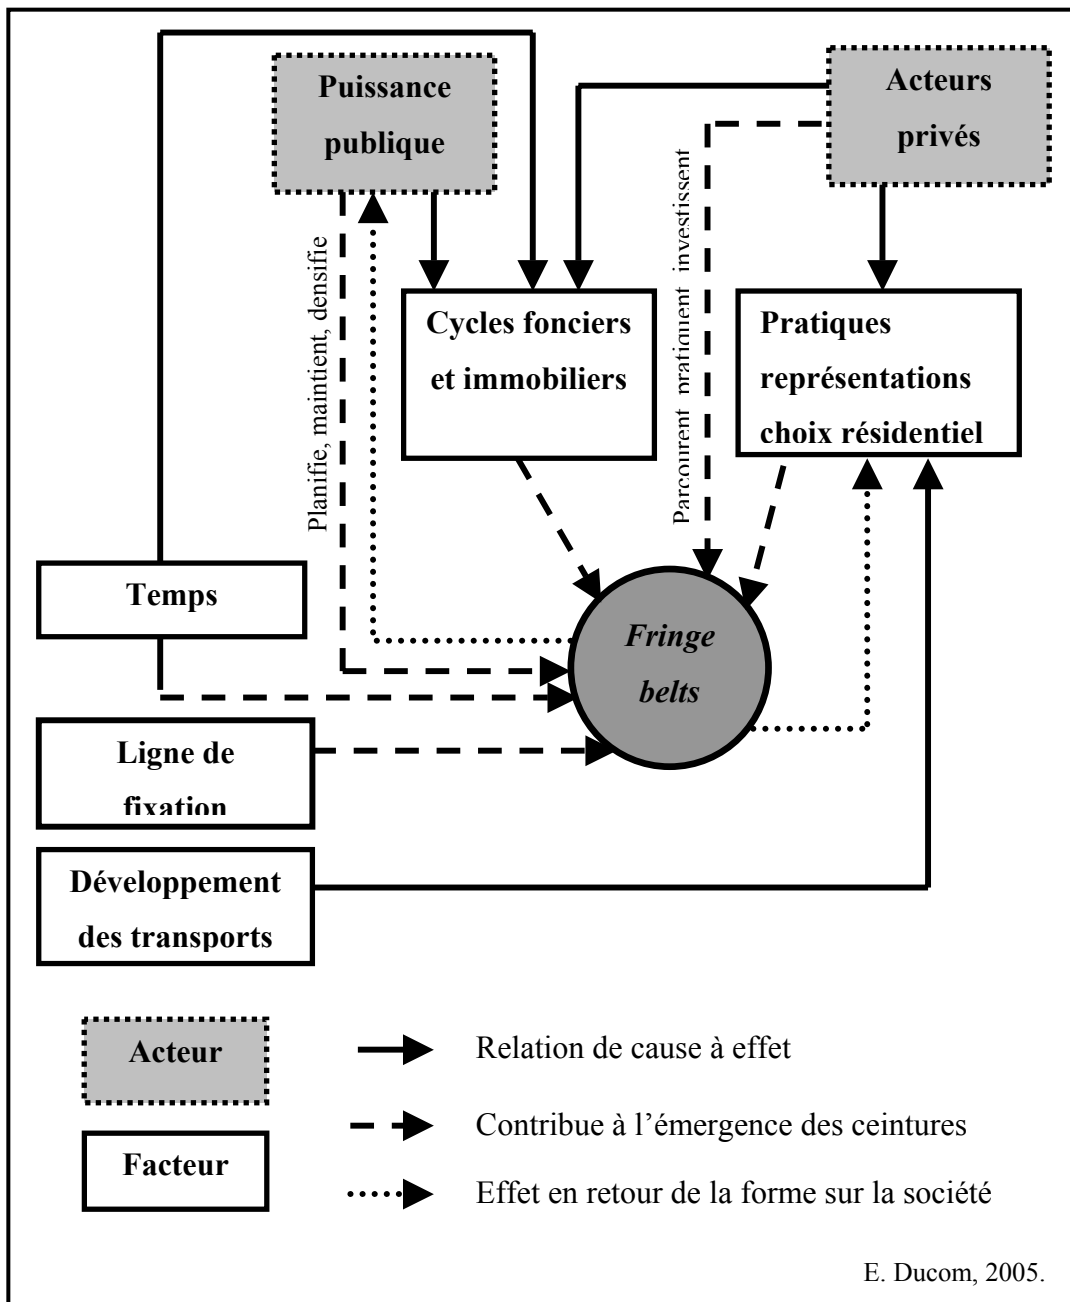 Puissance
publique
Acteurs
privés
Planifie, maintient, densifie
Parcourent pratiquent investissent
Cycles fonciers
et immobiliers
Pratiques
représentations
choix résidentiel
Temps
Fringe
belts
Ligne de
fixation
Développement
des transports
Acteur
Relation de cause à effet
Contribue à l’émergence des ceintures
Facteur
Effet en retour de la forme sur la société
E. Ducom, 2005.